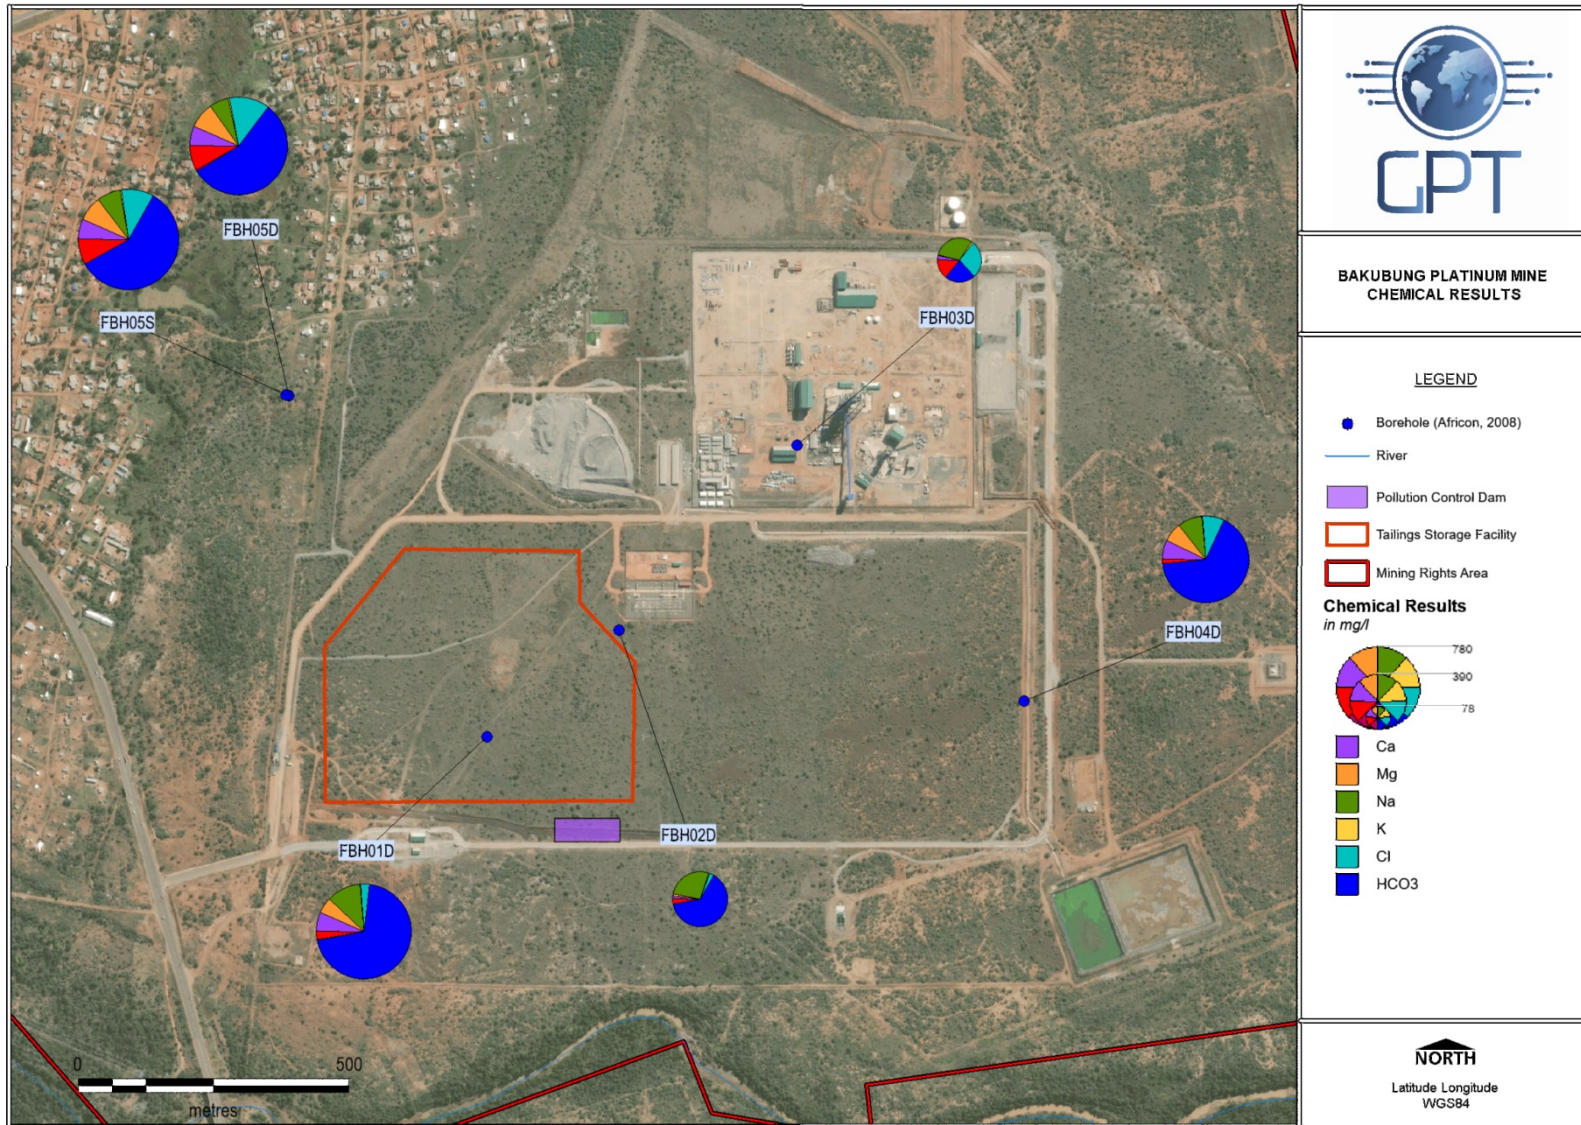 FBH05D
FBH05S
FBH03D
FBH04D
FBH01D
FBH02D
0 500
metres
GPT
BAKUBUNG PLATINUM MINE
CHEMICAL RESULTS
LEGEND
Borehole (Africon, 2008)
River
Pollution Control Dam
Tailings Storage Facility
Mining Rights Area
Chemical Results
in mg/l
780
390
78
Ca
Mg
Na
K
Cl
HCO3
NORTH
Latitude Longitude
WGS84